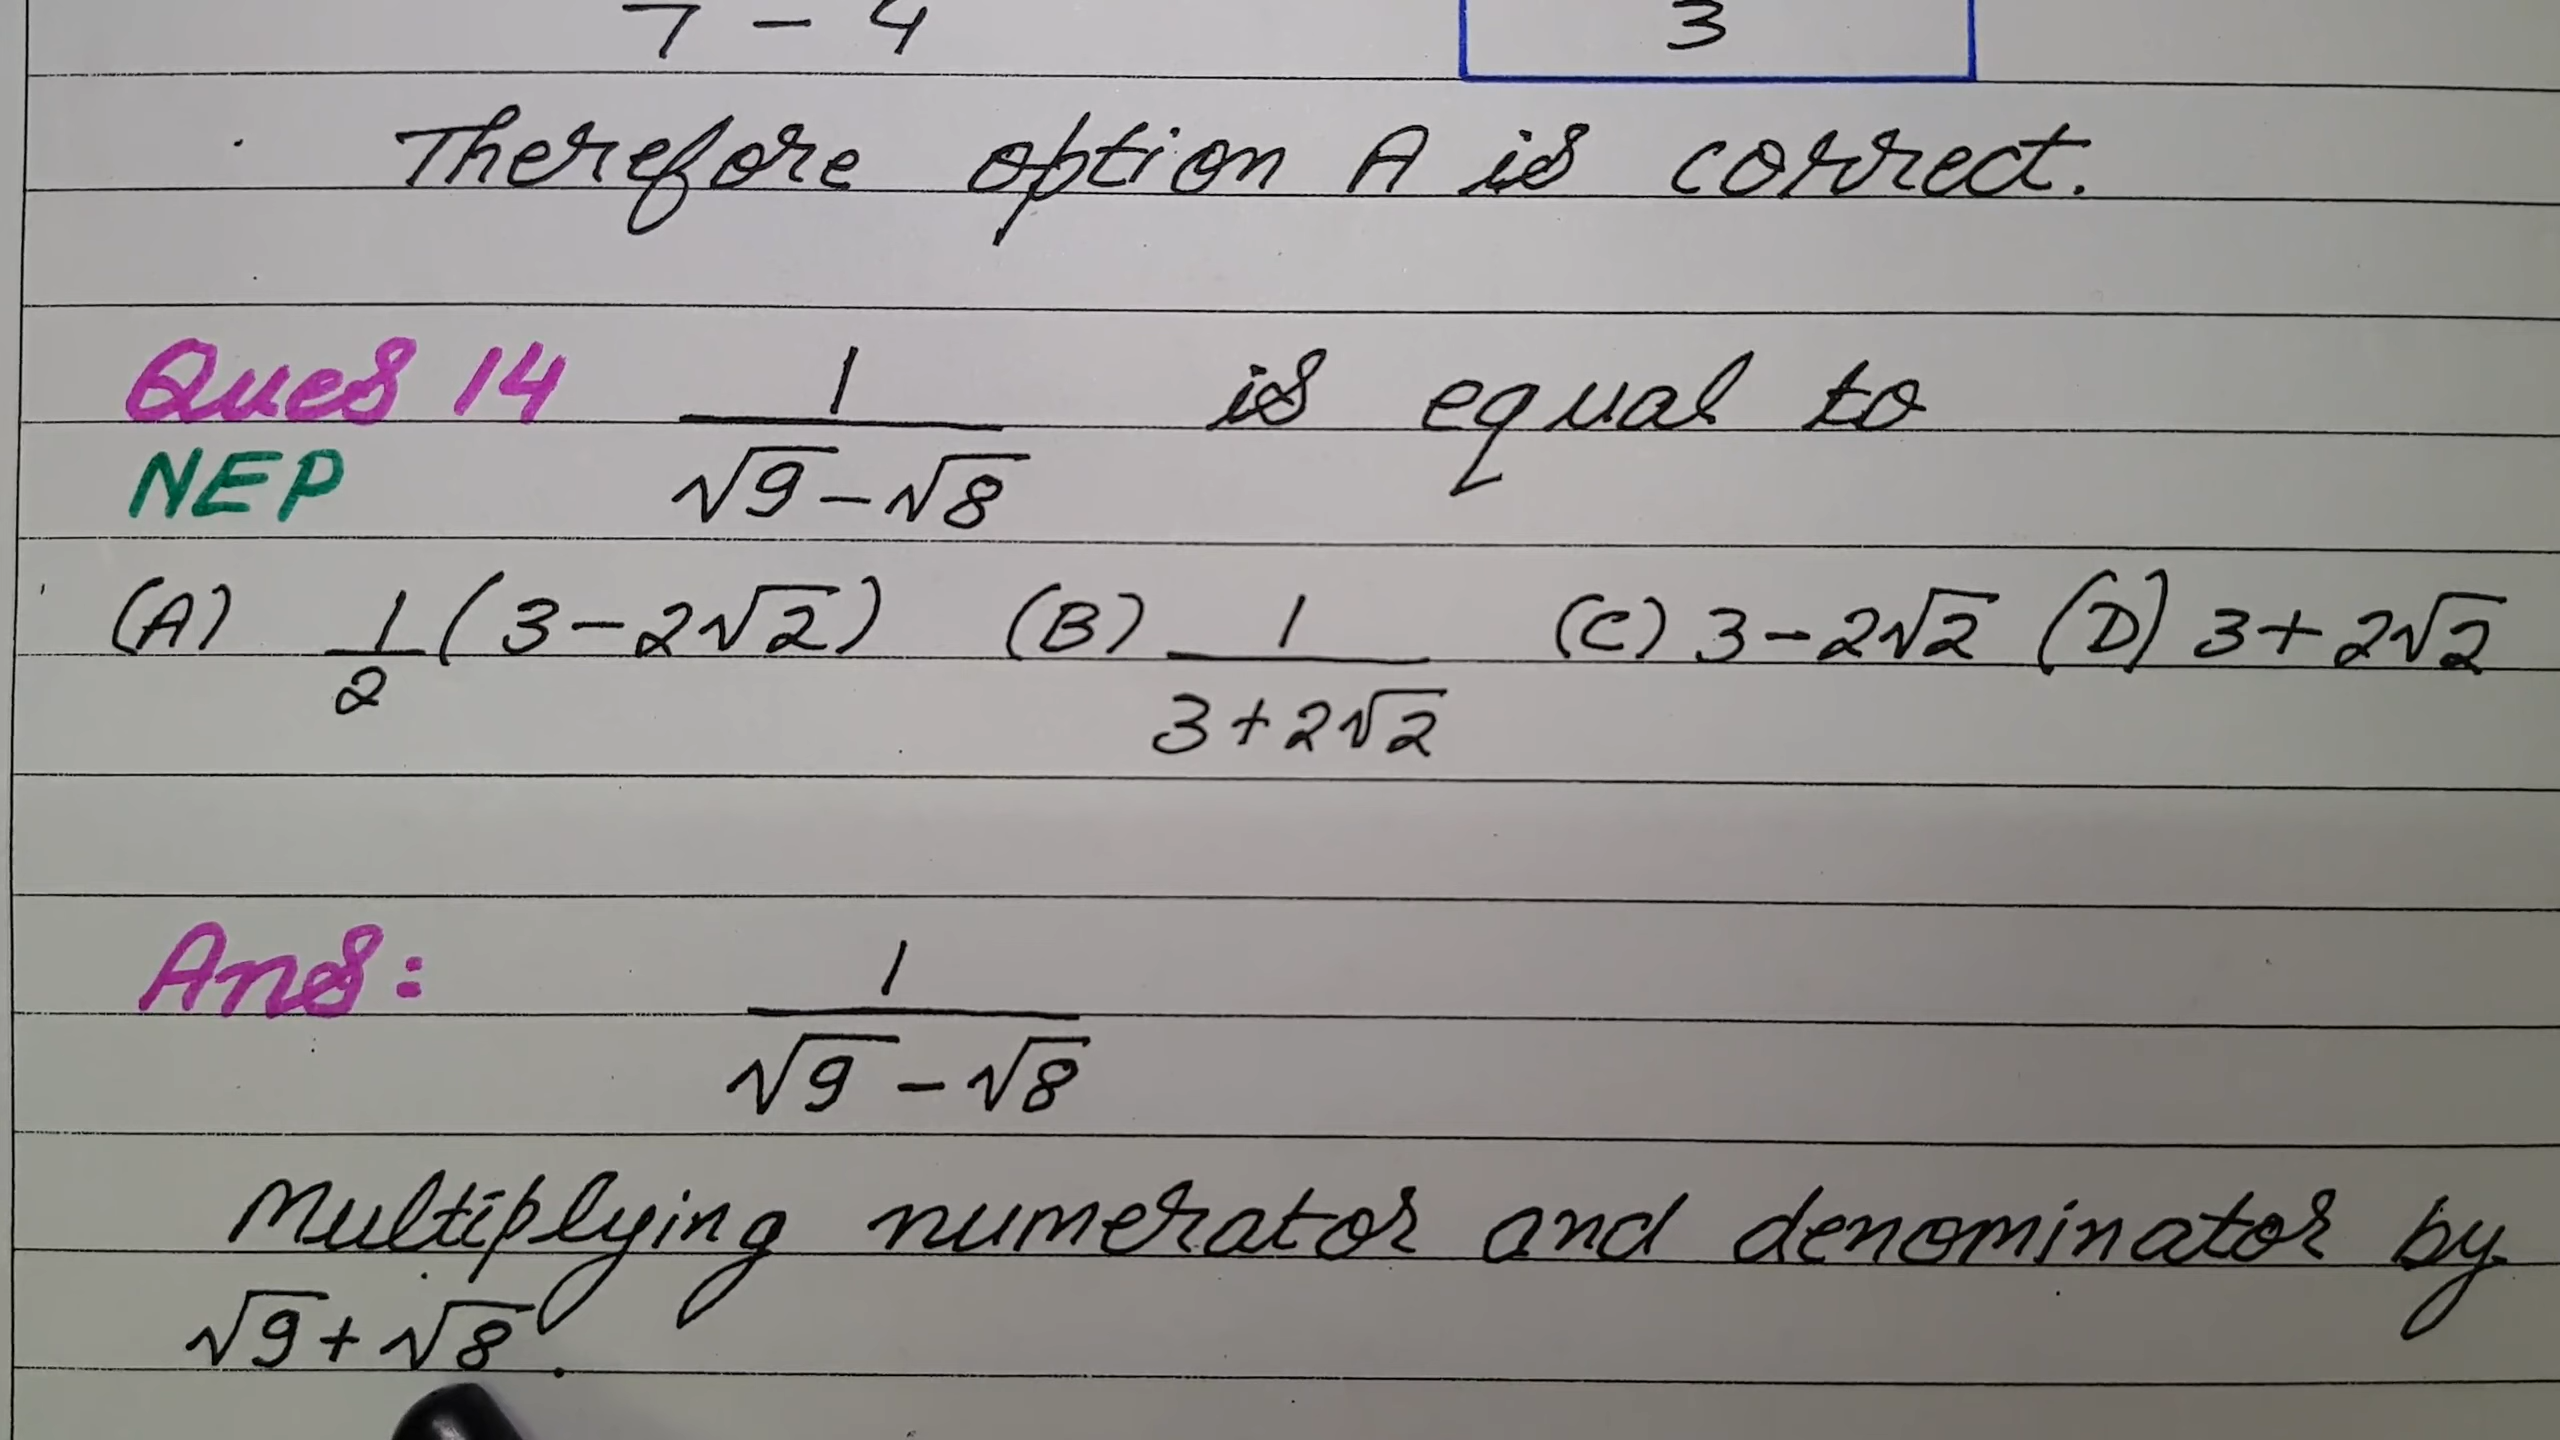 7 - 4 3
Therefore option A is correct.
Ques 14 1/(√9-√8) is equal to
NEP
(A) 1/2(3-2√2) (B) 1/(3+2√2) (C) 3-2√2 (D) 3+2√2
Ans: 1/(√9-√8)
Multiplying numerator and denominator by
√9+√8.